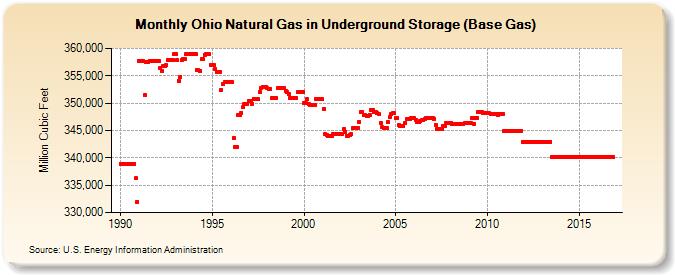 Monthly Ohio Natural Gas in Underground Storage (Base Gas)
Million Cubic Feet
360,000
355,000
350,000
345,000
340,000
335,000
330,000
1990 1995 2000 2005 2010 2015
Source: U.S. Energy Information Administration